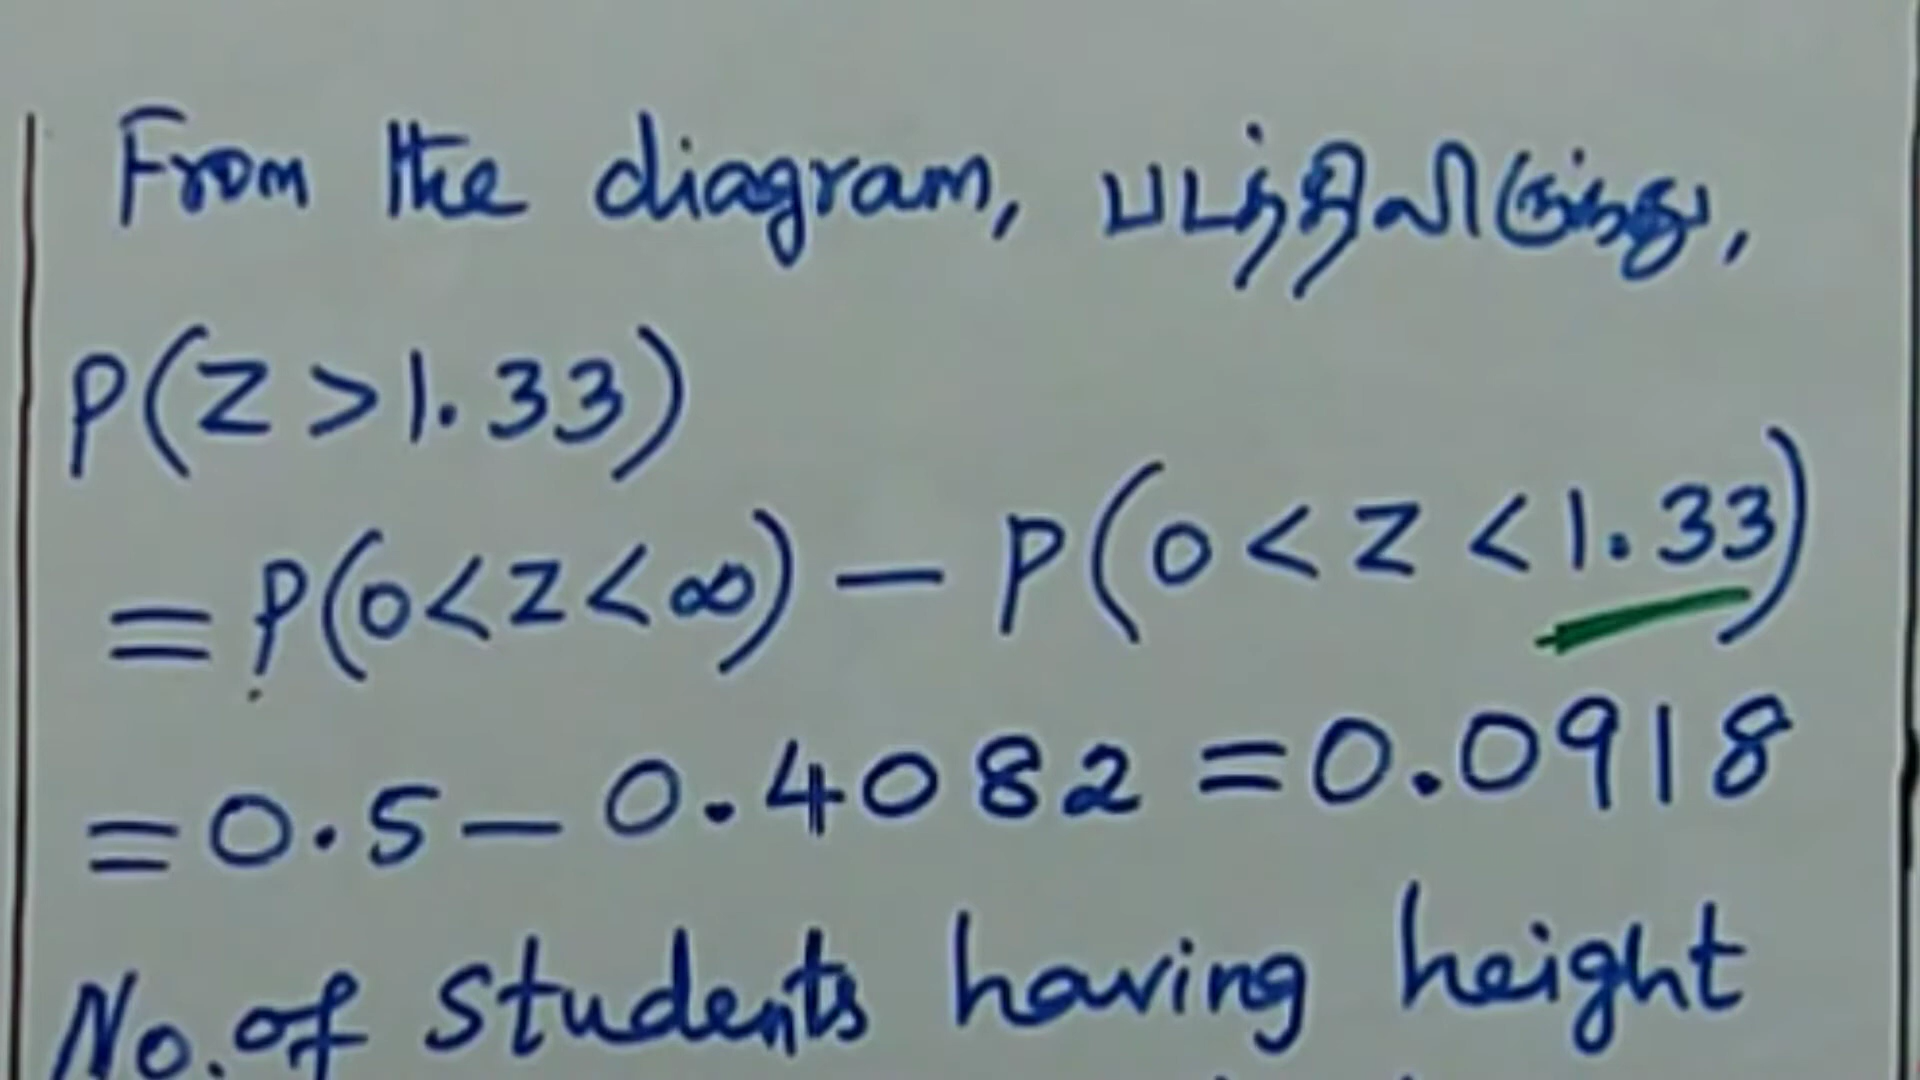 From the diagram, படத்திலிருந்து,
P(Z>1.33)
=P(0<Z<∞) – P(0<Z<1.33)
=0.5–0.4082=0.0918
No.of students having height